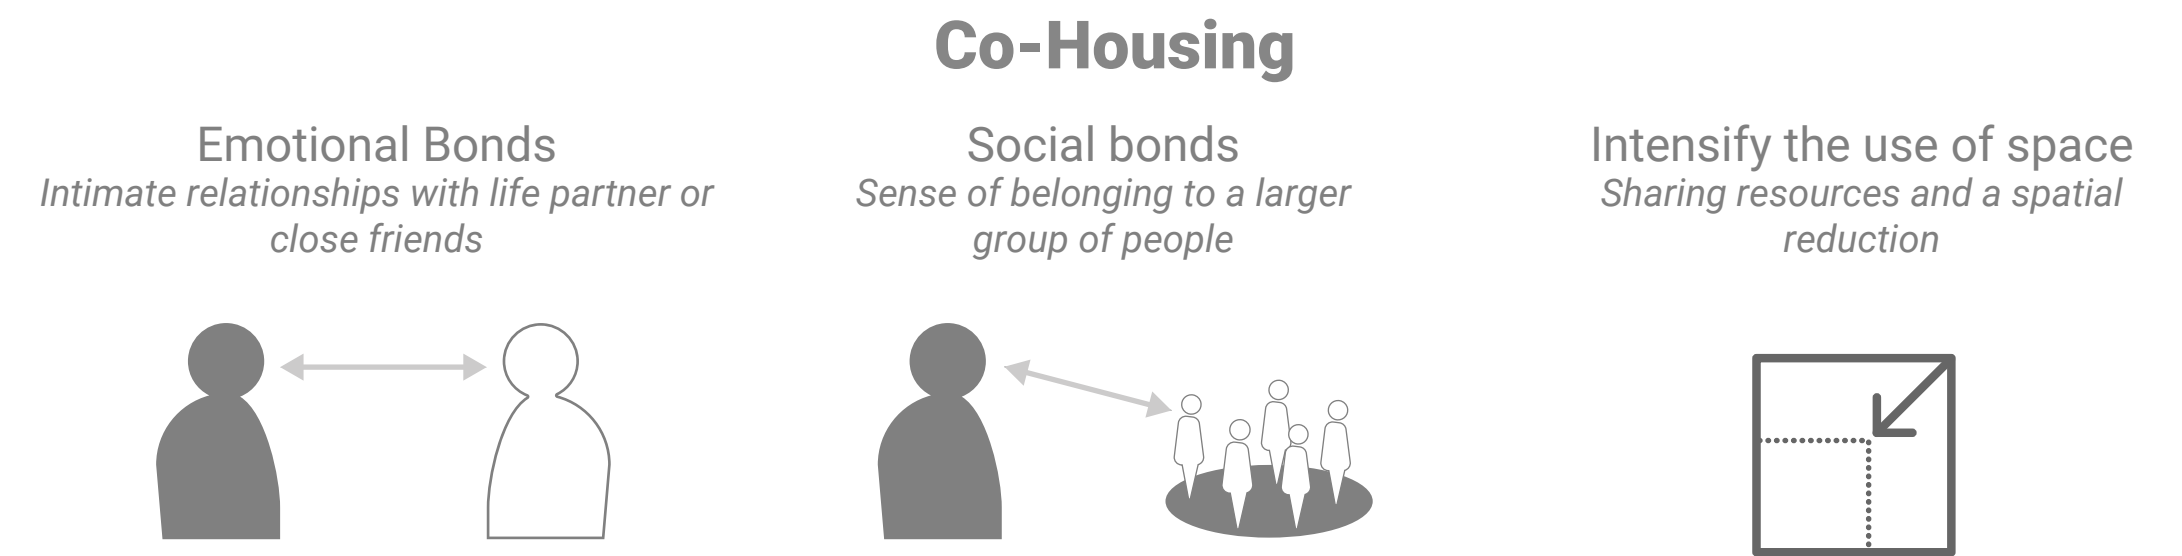 Co-Housing
Emotional Bonds
Intimate relationships with life partner or
close friends
Social bonds
Sense of belonging to a larger
group of people
Intensify the use of space
Sharing resources and a spatial
reduction